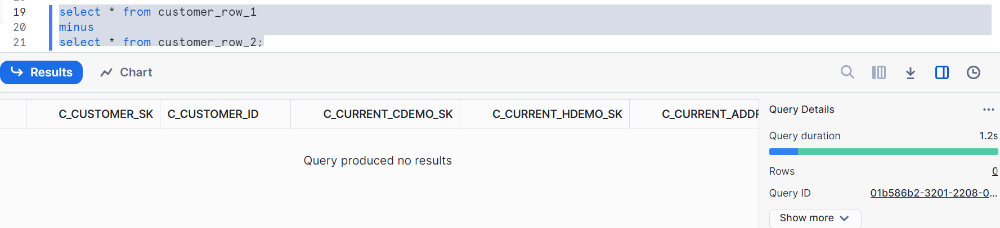 19 select * from customer_row_1
20 minus
21 select * from customer_row_2;
Results Chart
C_CUSTOMER_SK C_CUSTOMER_ID C_CURRENT_CDEMO_SK C_CURRENT_HDEMO_SK C_CURRENT_ADDR
Query produced no results
Query Details ...
Query duration 1.2s
Rows 0
Query ID 01b586b2-3201-2208-0...
Show more